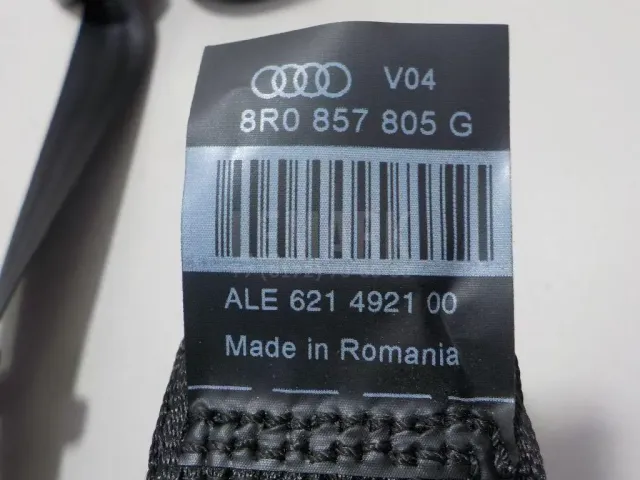 V04
8R0 857 805 G
ALE 621 4921 00
Made in Romania